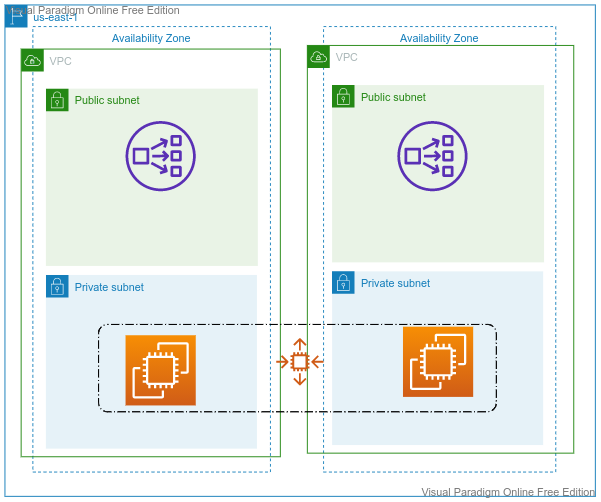 Visual Paradigm Online Free Edition
us-east-1
Availability Zone
Availability Zone
VPC
VPC
Public subnet
Public subnet
Private subnet
Private subnet
Visual Paradigm Online Free Edition